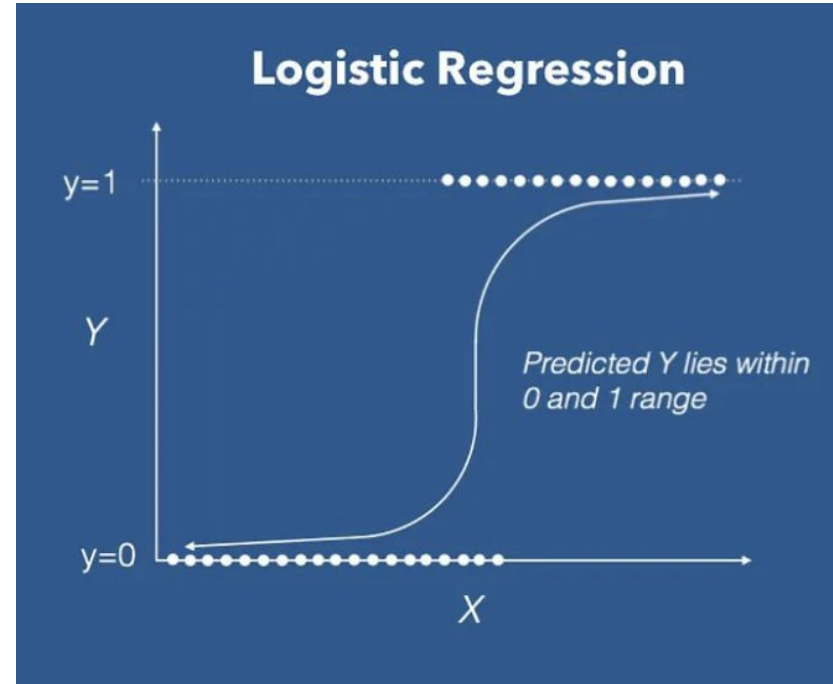 Logistic Regression
y=1
Y
Predicted Y lies within
0 and 1 range
y=0
X